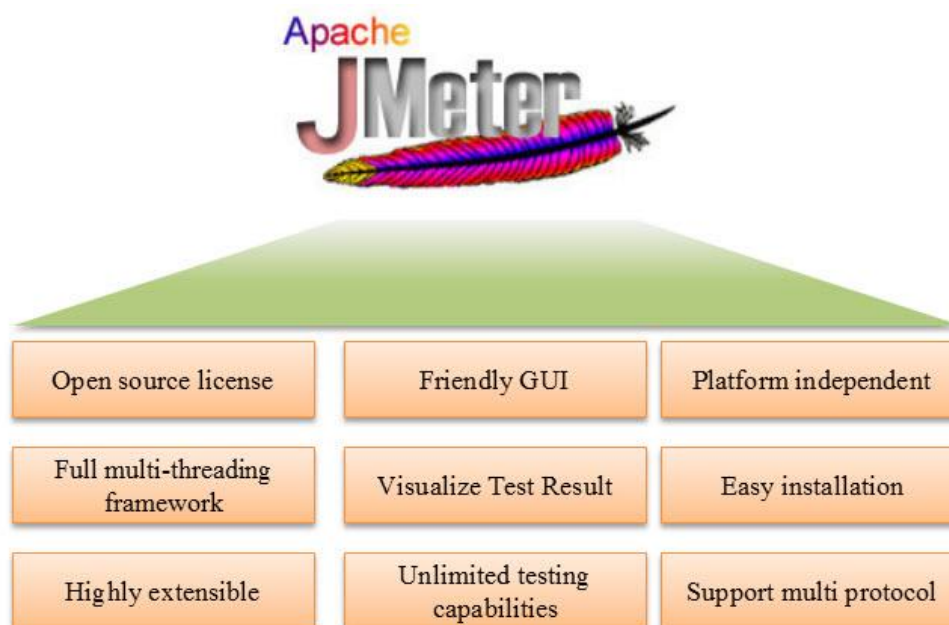 Apache
JMeter
Open source license
Friendly GUI
Platform independent
Full multi-threading
framework
Visualize Test Result
Easy installation
Highly extensible
Unlimited testing
capabilities
Support multi protocol